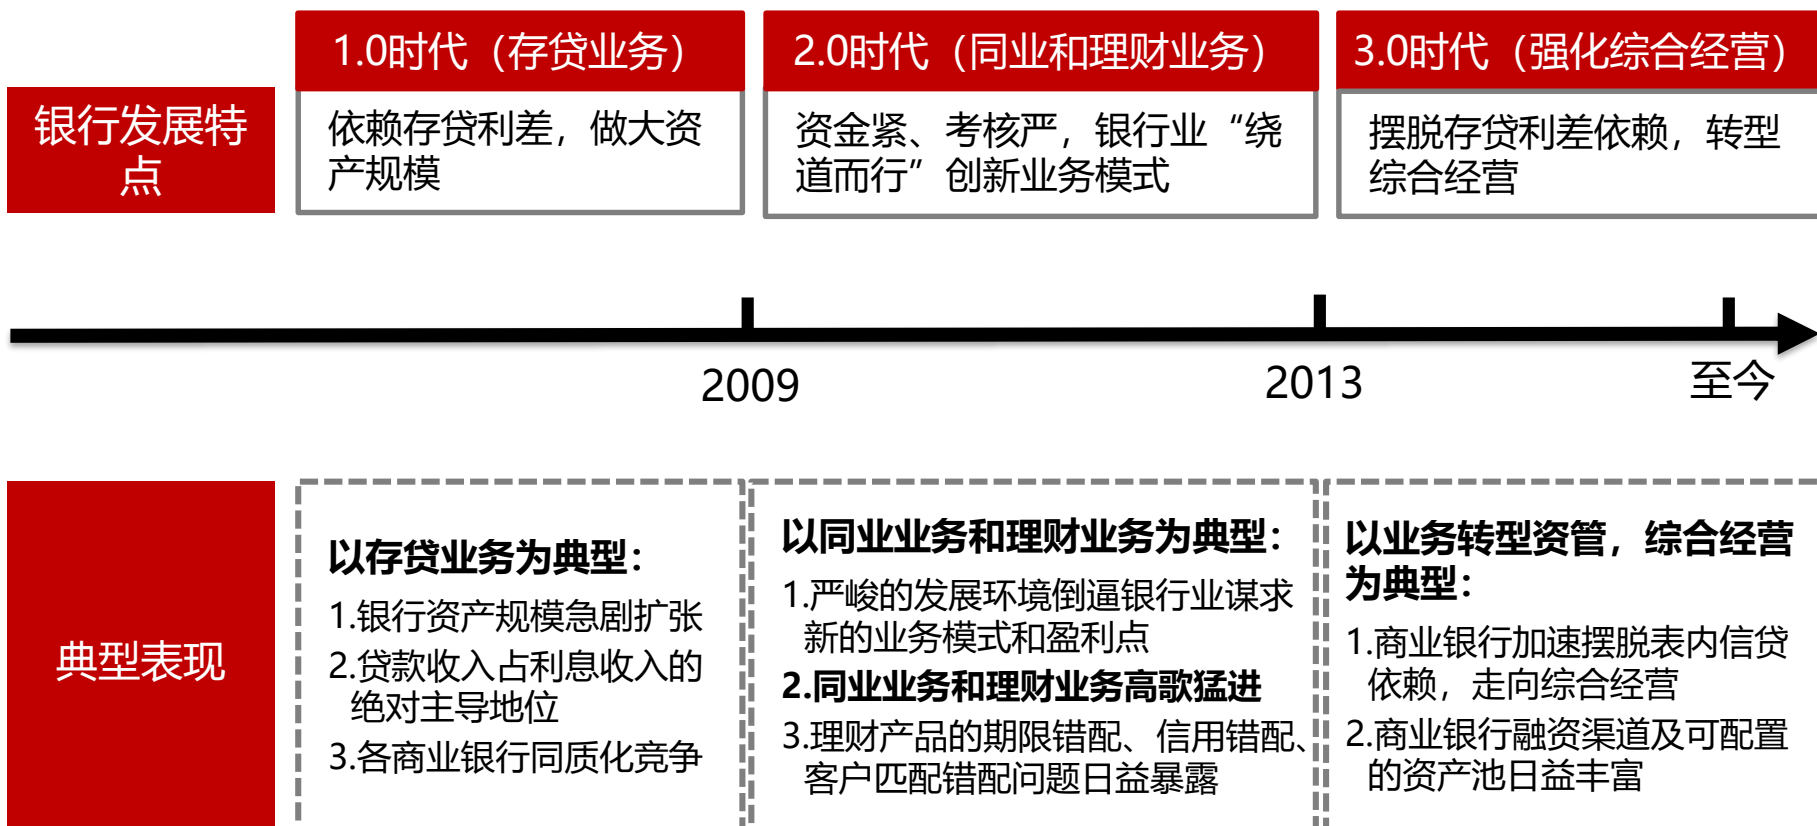 1.0时代（存贷业务）
2.0时代（同业和理财业务）
3.0时代（强化综合经营）
银行发展特
点
依赖存贷利差，做大资
产规模
资金紧、考核严，银行业“绕
道而行”创新业务模式
摆脱存贷利差依赖，转型
综合经营
2009
2013
至今
典型表现
以存贷业务为典型：
1.银行资产规模急剧扩张
2.贷款收入占利息收入的
绝对主导地位
3.各商业银行同质化竞争
以同业业务和理财业务为典型：
1.严峻的发展环境倒逼银行业谋求
新的业务模式和盈利点
2.同业业务和理财业务高歌猛进
3.理财产品的期限错配、信用错配、
客户匹配错配问题日益暴露
以业务转型资管，综合经营
为典型：
1.商业银行加速摆脱表内信贷
依赖，走向综合经营
2.商业银行融资渠道及可配置
的资产池日益丰富